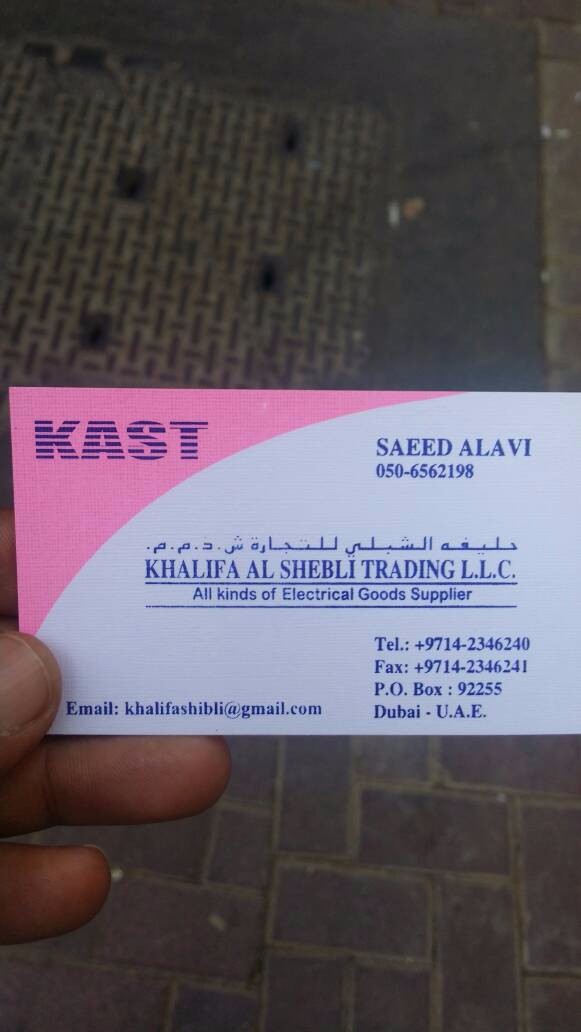 KAST
SAEED ALAVI
050-6562198
خليفه الشبلي للتجارة ش.ذ.م.م.
KHALIFA AL SHEBLI TRADING L.L.C.
All kinds of Electrical Goods Supplier
Tel.: +9714-2346240
Fax: +9714-2346241
P.O. Box : 92255
Dubai - U.A.E.
Email: khalifashibli@gmail.com